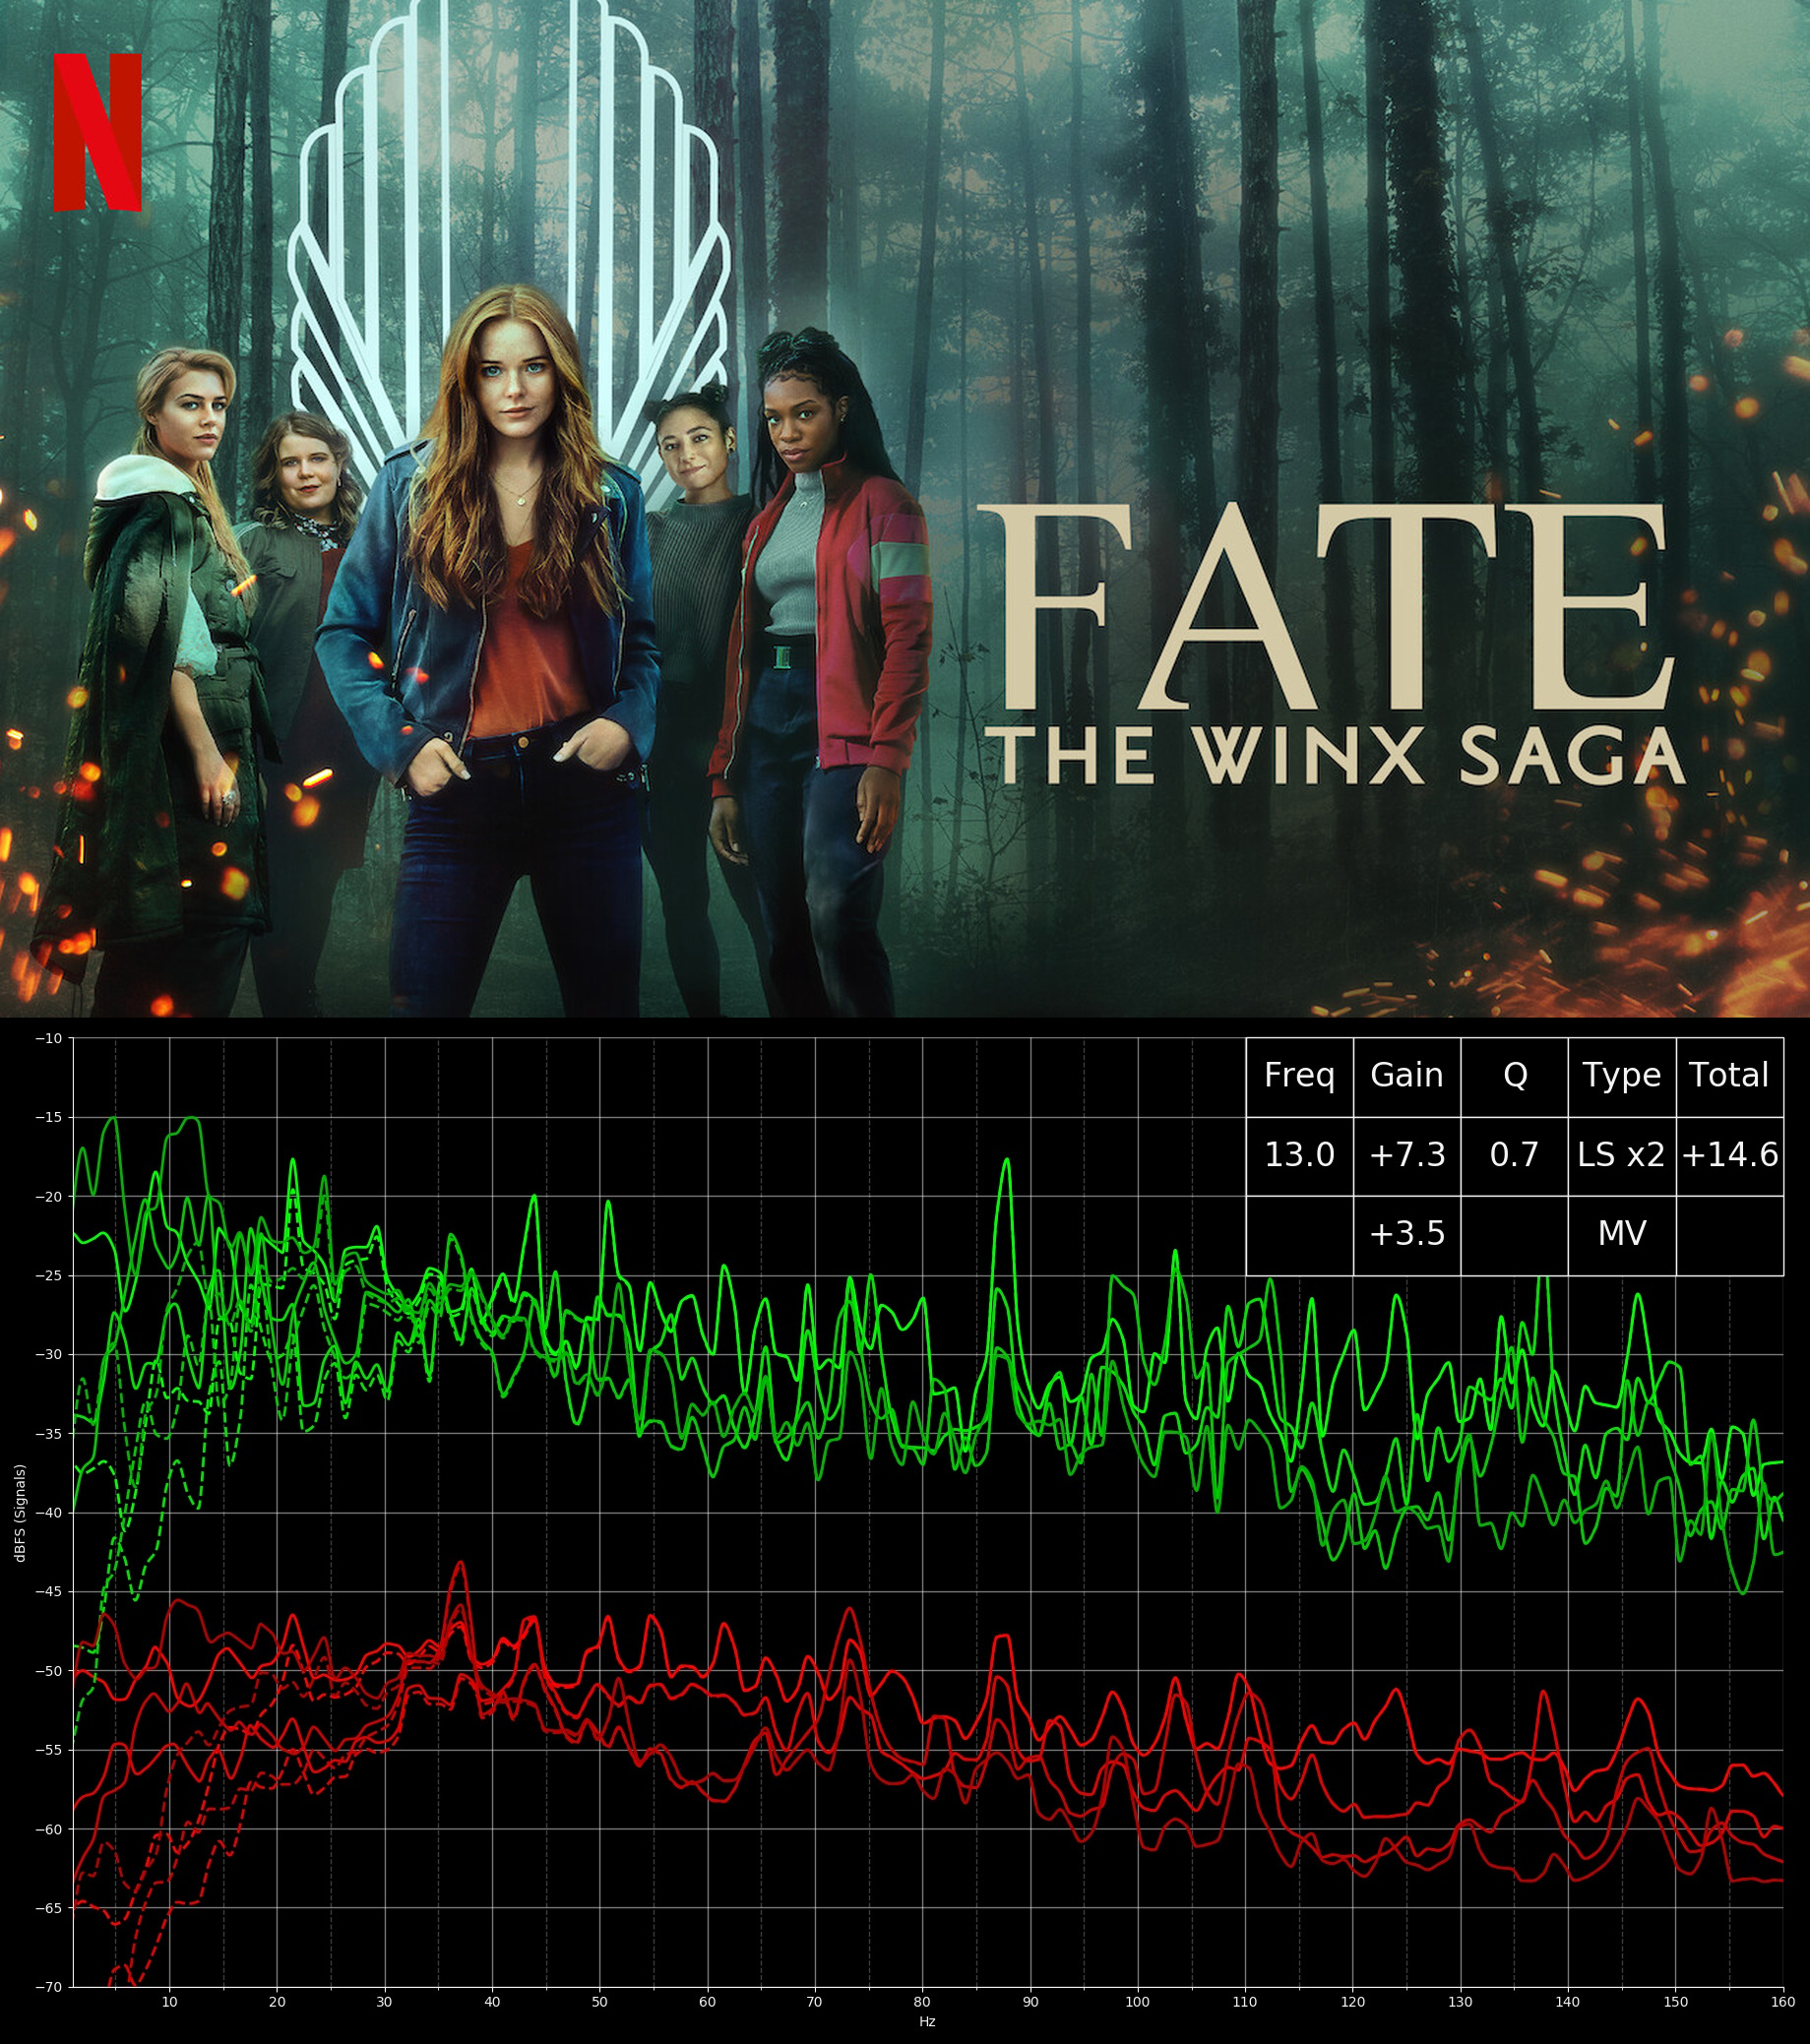 N
FATE
THE WINX SAGA
Freq Gain Q Type Total
13.0 +7.3 0.7 LS x2 +14.6
+3.5 MV
−10
−15
−20
−25
−30
−35
−40
−45
−50
−55
−60
−65
−70
dBFS (Signals)
10 20 30 40 50 60 70 80 90 100 110 120 130 140 150 160
Hz